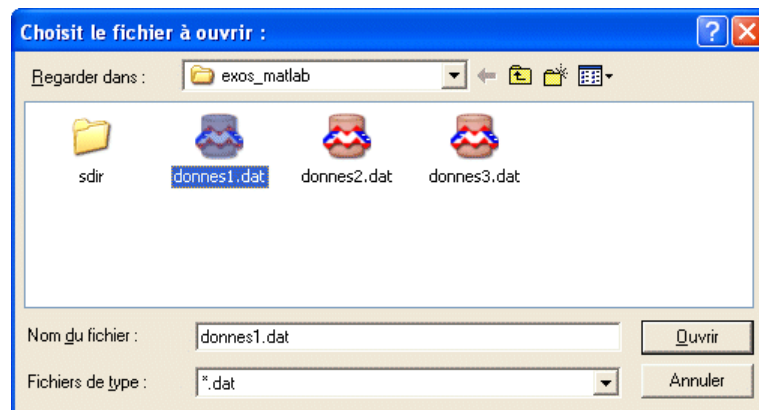 Choisit le fichier à ouvrir :
Regarder dans :
exos_matlab
sdir
donnes1.dat
donnes2.dat
donnes3.dat
Nom du fichier :
donnes1.dat
Ouvrir
Fichiers de type :
*.dat
Annuler